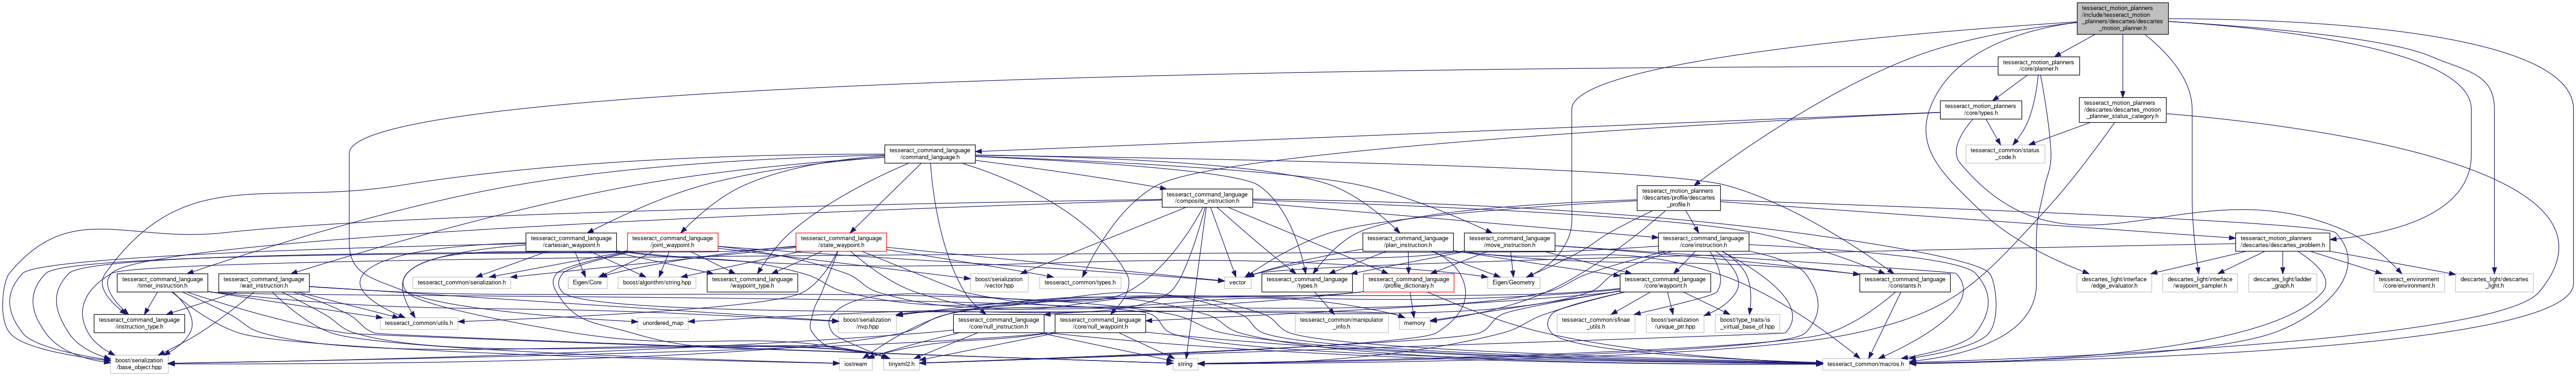 tesseract_motion_planners
/include/tesseract_motion
_planners/descartes/descartes
_motion_planner.h
tesseract_motion_planners
/core/planner.h
tesseract_motion_planners
/core/types.h
tesseract_motion_planners
/descartes/descartes_motion
_planner_status_category.h
tesseract_common/status
_code.h
tesseract_command_language
/command_language.h
tesseract_command_language
/composite_instruction.h
tesseract_motion_planners
/descartes/profile/descartes
_profile.h
tesseract_command_language
/cartesian_waypoint.h
tesseract_command_language
/joint_waypoint.h
tesseract_command_language
/state_waypoint.h
tesseract_command_language
/plan_instruction.h
tesseract_command_language
/move_instruction.h
tesseract_command_language
/core/instruction.h
tesseract_motion_planners
/descartes/descartes_problem.h
tesseract_command_language
/timer_instruction.h
tesseract_command_language
/wait_instruction.h
tesseract_common/serialization.h
Eigen/Core
boost/algorithm/string.hpp
tesseract_command_language
/waypoint_type.h
boost/serialization
/vector.hpp
tesseract_common/types.h
vector
tesseract_command_language
/types.h
tesseract_command_language
/profile_dictionary.h
Eigen/Geometry
tesseract_command_language
/core/waypoint.h
tesseract_command_language
/constants.h
descartes_light/interface
/edge_evaluator.h
descartes_light/interface
/waypoint_sampler.h
descartes_light/ladder
_graph.h
tesseract_environment
/core/environment.h
descartes_light/descartes
_light.h
tesseract_command_language
/instruction_type.h
tesseract_common/utils.h
unordered_map
boost/serialization
/nvp.hpp
tesseract_command_language
/core/null_instruction.h
tesseract_command_language
/core/null_waypoint.h
tesseract_common/manipulator
_info.h
memory
tesseract_common/sfinae
_utils.h
boost/serialization
/unique_ptr.hpp
boost/type_traits/is
_virtual_base_of.hpp
boost/serialization
/base_object.hpp
iostream
tinyxml2.h
string
tesseract_common/macros.h